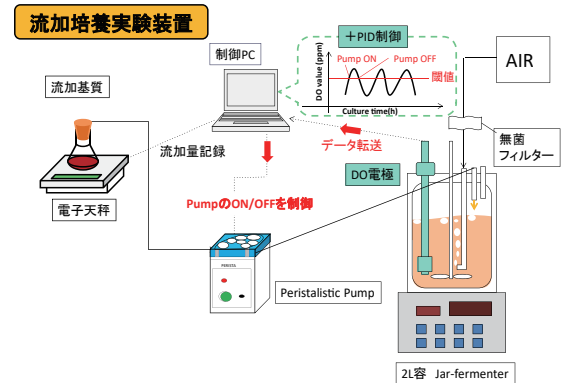 流加培養実験装置
制御PC
+PID制御
Pump ON
Pump OFF
閾値
DO value (ppm)
Culture time(h)
AIR
流加基質
流加量記録
データ転送
無菌
フィルター
DO電極
電子天秤
PumpのON/OFFを制御
PERISTA
Peristalistic Pump
2L容 Jar-fermenter